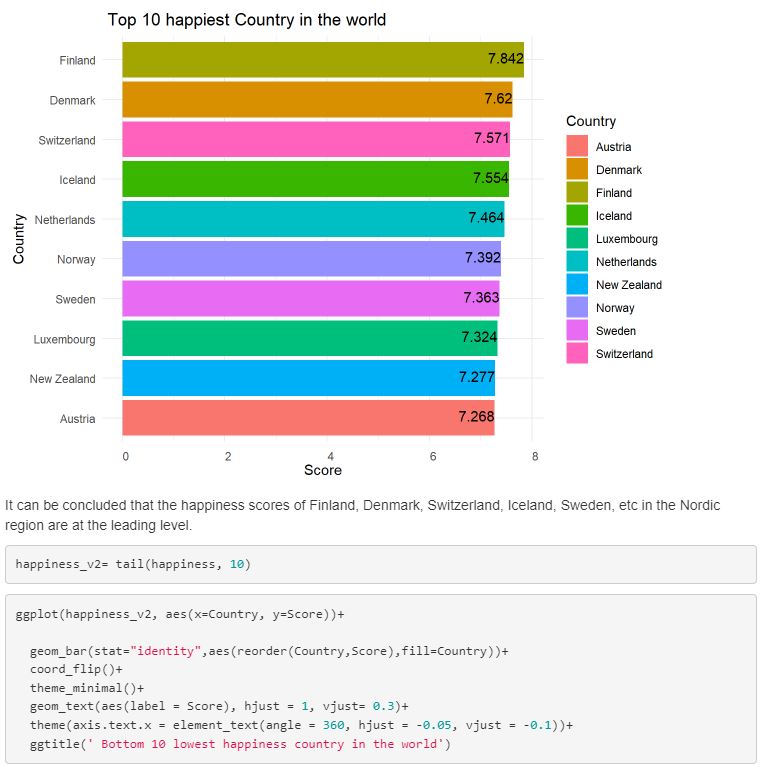 Top 10 happiest Country in the world
Finland 7.842
Denmark 7.62
Switzerland 7.571
Iceland 7.554
Netherlands 7.464
Norway 7.392
Sweden 7.363
Luxembourg 7.324
New Zealand 7.277
Austria 7.268
Country
0 2 4 6 8
Score
Country
Austria
Denmark
Finland
Iceland
Luxembourg
Netherlands
New Zealand
Norway
Sweden
Switzerland
It can be concluded that the happiness scores of Finland, Denmark, Switzerland, Iceland, Sweden, etc in the Nordic
region are at the leading level.
happiness_v2= tail(happiness, 10)
ggplot(happiness_v2, aes(x=Country, y=Score))+
geom_bar(stat="identity",aes(reorder(Country,Score),fill=Country))+
coord_flip()+
theme_minimal()+
geom_text(aes(label = Score), hjust = 1, vjust= 0.3)+
theme(axis.text.x = element_text(angle = 360, hjust = -0.05, vjust = -0.1))+
ggtitle(' Bottom 10 lowest happiness country in the world')